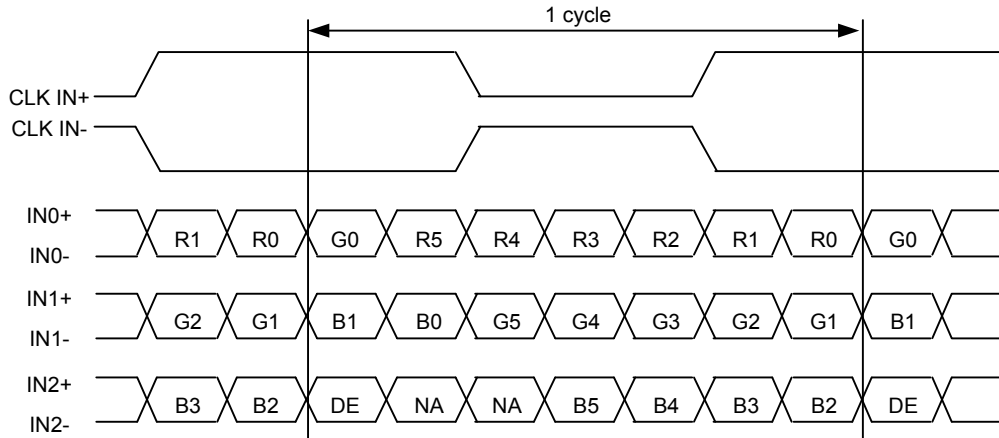 1 cycle
CLK IN+
CLK IN-
IN0+
R1 R0 G0 R5 R4 R3 R2 R1 R0 G0
IN0-
IN1+
G2 G1 B1 B0 G5 G4 G3 G2 G1 B1
IN1-
IN2+
B3 B2 DE NA NA B5 B4 B3 B2 DE
IN2-